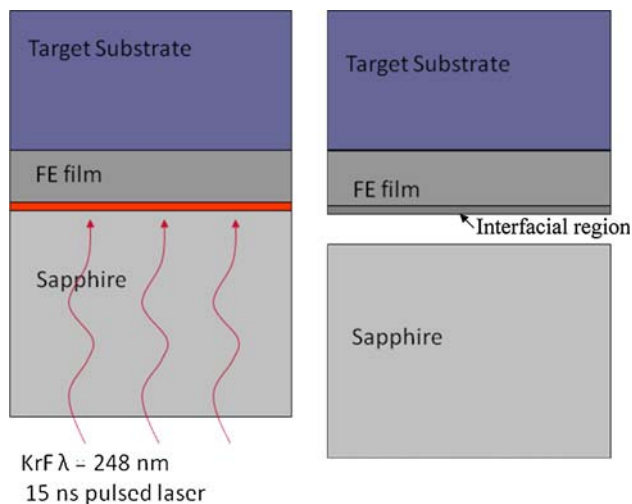 Target Substrate
FE film
Sapphire
KrF λ = 248 nm
15 ns pulsed laser
Target Substrate
FE film
Interfacial region
Sapphire